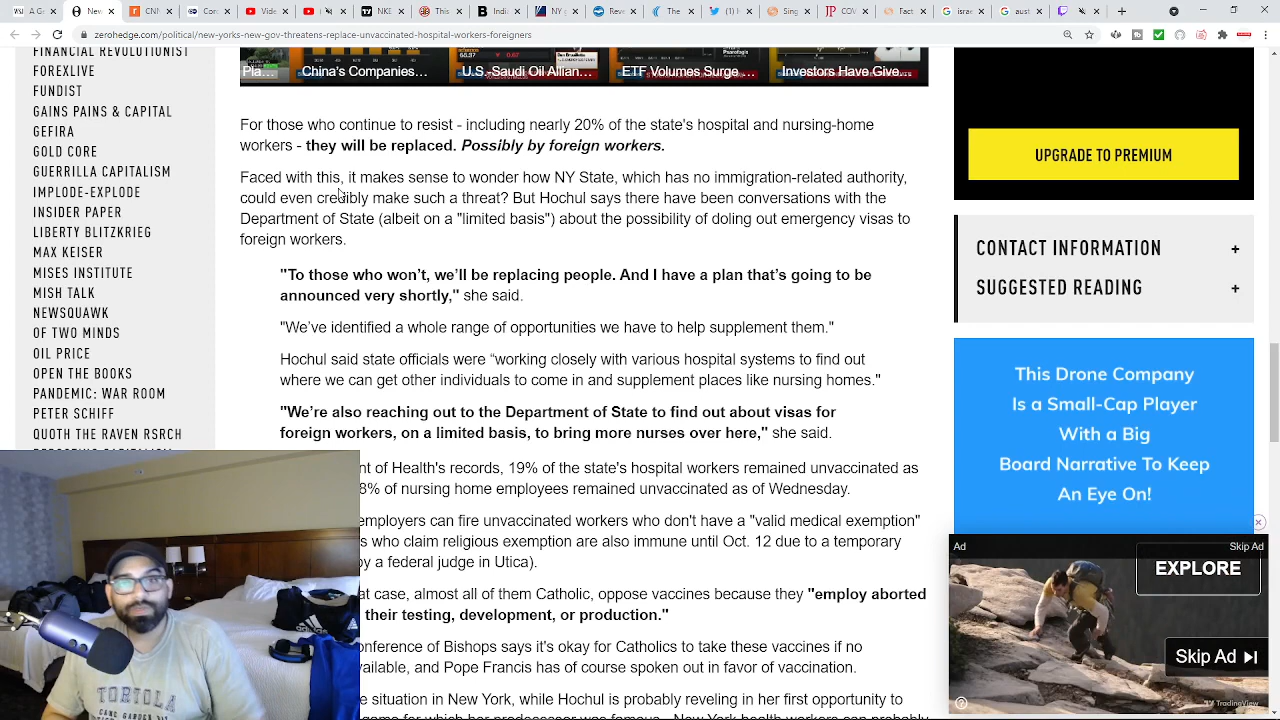 zerohedge.com/political/new-yorks-new-gov-threatens-replace-unvaccinated-hospital-workers-foreigners
FINANCIAL REVOLUTIONIST
FOREXLIVE
FUNDIST
GAINS PAINS & CAPITAL
GEFIRA
GOLD CORE
GUERRILLA CAPITALISM
IMPLODE-EXPLODE
INSIDER PAPER
LIBERTY BLITZKRIEG
MAX KEISER
MISES INSTITUTE
MISH TALK
NEWSQUAWK
OF TWO MINDS
OIL PRICE
OPEN THE BOOKS
PANDEMIC: WAR ROOM
PETER SCHIFF
QUOTH THE RAVEN RSRCH
Pla...
China's Companies...
U.S.-Saudi Oil Allian...
ETF Volumes Surge ...
Investors Have Give...
For those who continue to resist - including nearly 20% of the state's hospital and nursing-home
workers - they will be replaced. Possibly by foreign workers.
Faced with this, it makes sense to wonder how NY State, which has no immigration-related authority,
could even credibly make such a threat? But Hochul says there have been conversations with the
Department of State (albeit on a "limited basis") about the possibility of doling out emergency visas to
foreign workers.
"To those who won't, we'll be replacing people. And I have a plan that's going to be
announced very shortly," she said.
"We've identified a whole range of opportunities we have to help supplement them."
Hochul said state officials were “working closely with various hospital systems to find out
where we can get other individuals to come in and supplement places like nursing homes."
"We're also reaching out to the Department of State to find out about visas for
foreign workers, on a limited basis, to bring more nurses over here," she said.
nt of Health's records, 19% of the state's hospital workers remained unvaccinated as
8% of nursing home employees remained unvaccinated as of Wednesday.
employers can fire unvaccinated workers who don't have a "valid medical exemption"
s who claim religious exemption are also immune until Oct. 12 due to a temporary
y a federal judge in Utica).
at case, almost all of them Catholic, oppose vaccines because they "employ aborted
their testing, development, or production."
onference of Bishops says it's okay for Catholics to take these vaccines if no
vailable, and Pope Francis has of course spoken out in favor of vaccination.
e situation in New York, while Hochul is probably reveling in her first opportunity to
UPGRADE TO PREMIUM
CONTACT INFORMATION +
SUGGESTED READING +
This Drone Company
Is a Small-Cap Player
With a Big
Board Narrative To Keep
An Eye On!
Ad
Skip Ad
EXPLORE
Skip Ad
TradingView